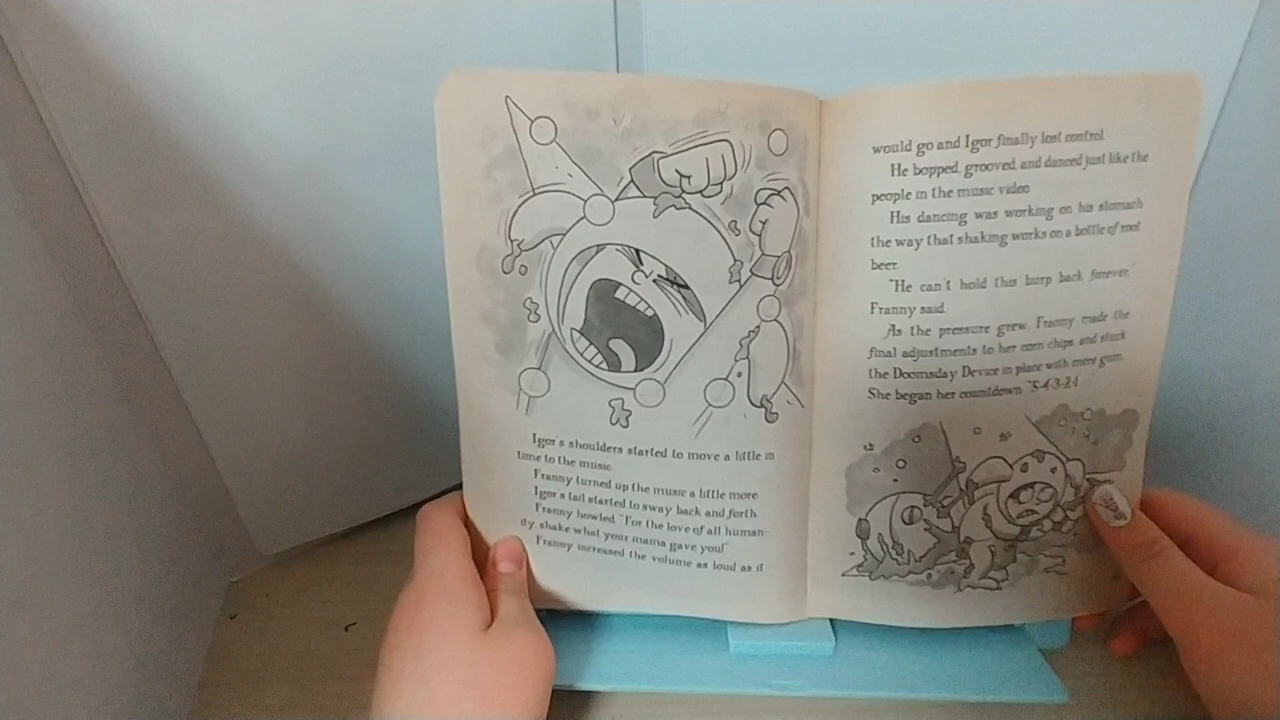 Igor's shoulders started to move a little in
time to the music.
Franny turned up the music a little more.
Igor's tail started to sway back and forth.
Franny howled, "For the love of all human-
ity, shake what your mama gave you!"
Franny increased the volume as loud as it
would go and Igor finally lost control.
He bopped, grooved, and danced just like the
people in the music video.
His dancing was working on his stomach
the way that shaking works on a bottle of root
beer.
"He can't hold this burp back forever,"
Franny said.
As the pressure grew, Franny made the
final adjustments to her corn chips, and stuck
the Doomsday Device in place with more gum.
She began her countdown. "5-4-3-2-1